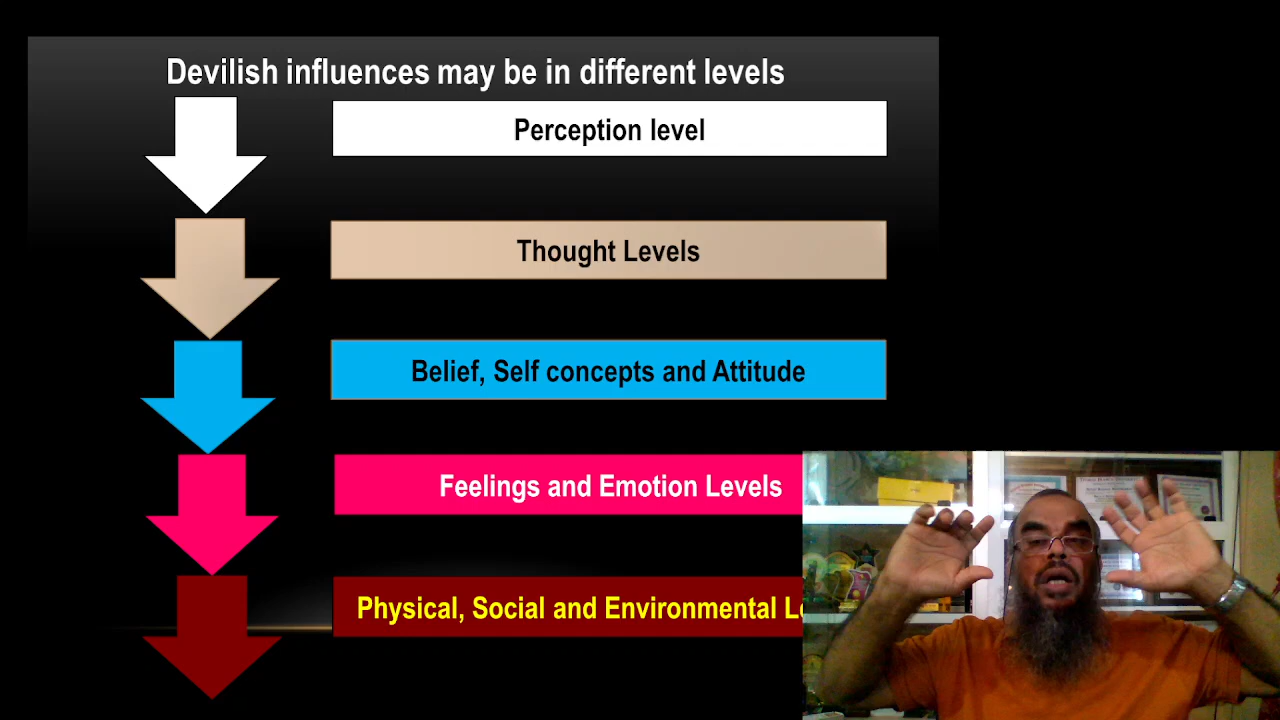 Devilish influences may be in different levels
Perception level
Thought Levels
Belief, Self concepts and Attitude
Feelings and Emotion Levels
Physical, Social and Environmental